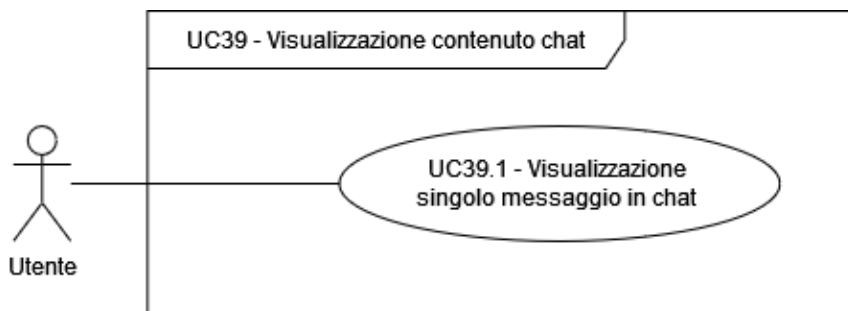 UC39 - Visualizzazione contenuto chat
UC39.1 - Visualizzazione
singolo messaggio in chat
Utente